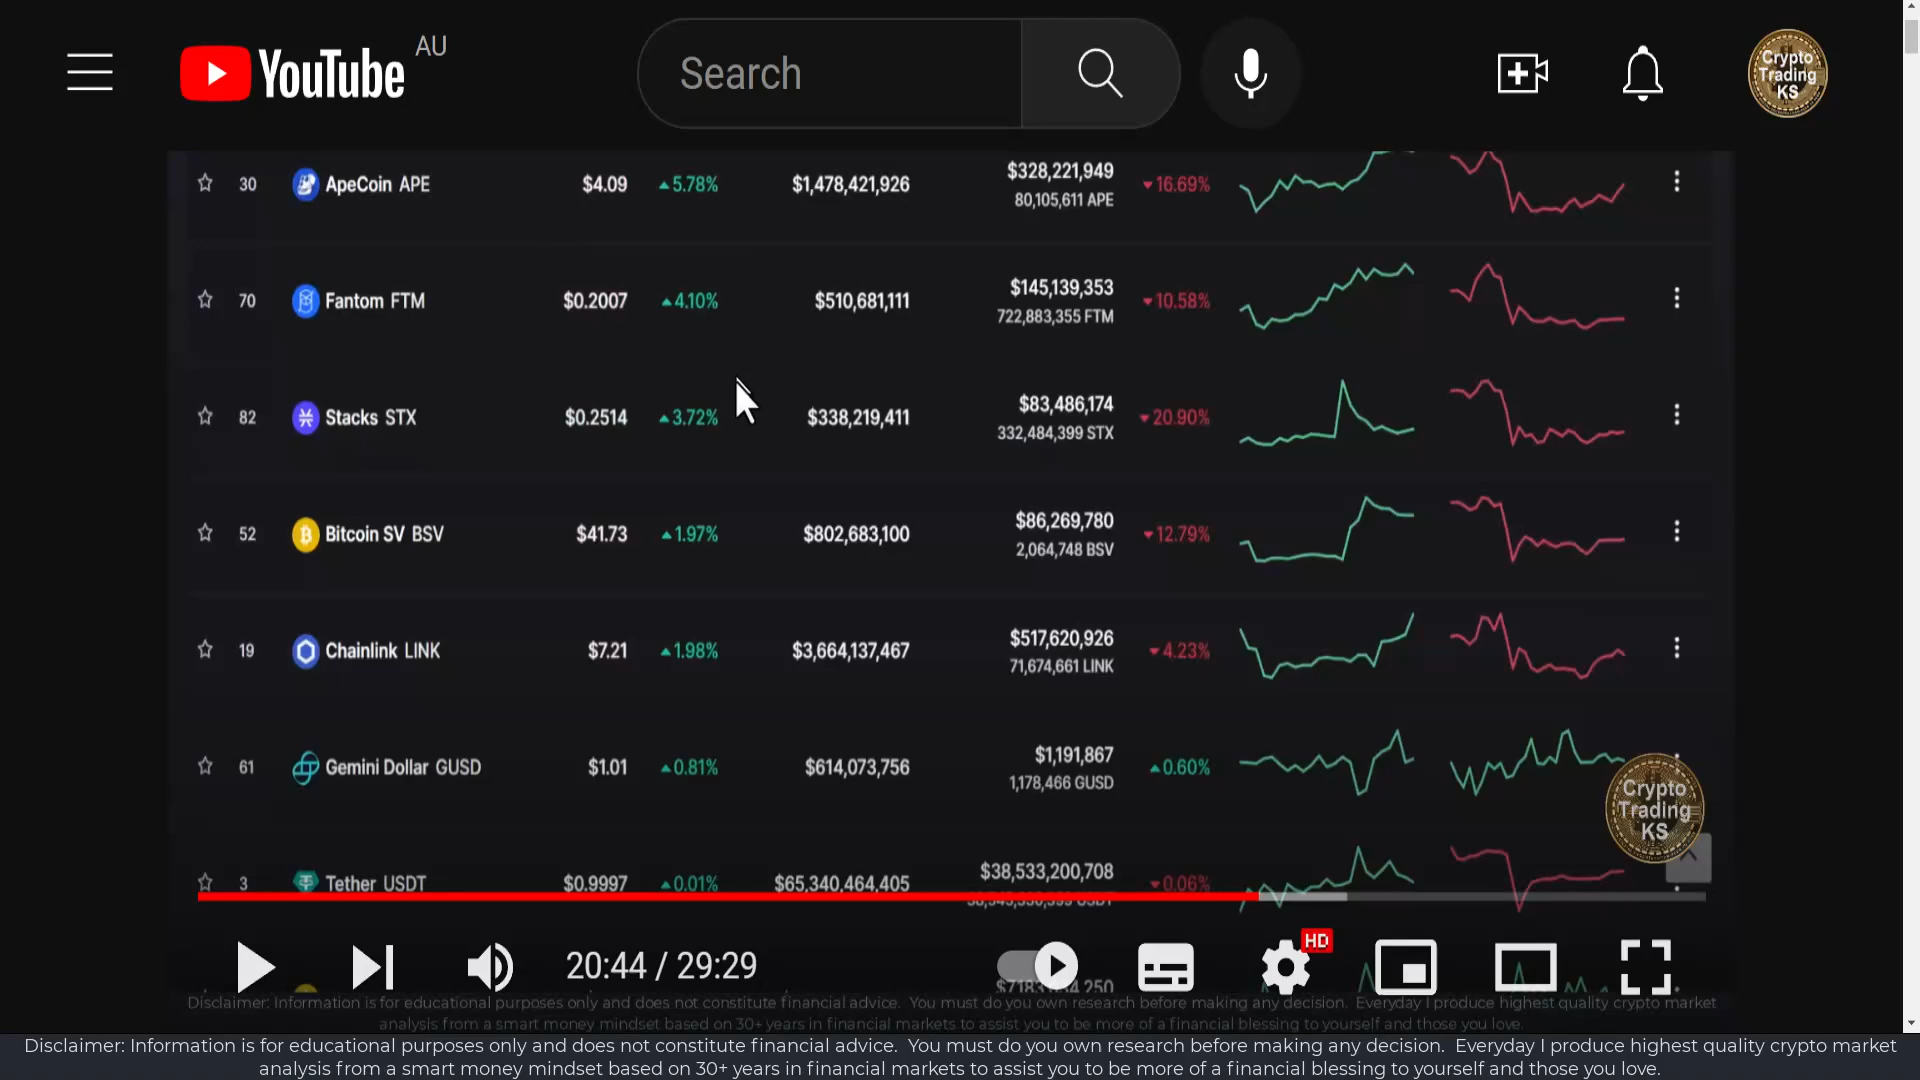 YouTube AU
Search
Crypto
Trading
KS
30 ApeCoin APE $4.09 5.78% $1,478,421,926 $328,221,949 16.69%
80,105,611 APE
70 Fantom FTM $0.2007 4.10% $510,681,111 $145,139,353 10.58%
722,883,355 FTM
82 Stacks STX $0.2514 3.72% $338,219,411 $83,486,174 20.90%
332,484,399 STX
52 Bitcoin SV BSV $41.73 1.97% $802,683,100 $86,269,780 12.79%
2,064,748 BSV
19 Chainlink LINK $7.21 1.98% $3,664,137,467 $517,620,926 4.23%
71,674,661 LINK
61 Gemini Dollar GUSD $1.01 0.81% $614,073,756 $1,191,867 0.60%
1,178,466 GUSD
Crypto
Trading
KS
3 Tether USDT $0.9997 0.01% $65,340,464,405 $38,533,200,708 0.06%
20:44 / 29:29
HD
Disclaimer: Information is for educational purposes only and does not constitute financial advice. You must do you own research before making any decision. Everyday I produce highest quality crypto market
analysis from a smart money mindset based on 30+ years in financial markets to assist you to be more of a financial blessing to yourself and those you love.
Disclaimer: Information is for educational purposes only and does not constitute financial advice. You must do you own research before making any decision. Everyday I produce highest quality crypto market
analysis from a smart money mindset based on 30+ years in financial markets to assist you to be more of a financial blessing to yourself and those you love.